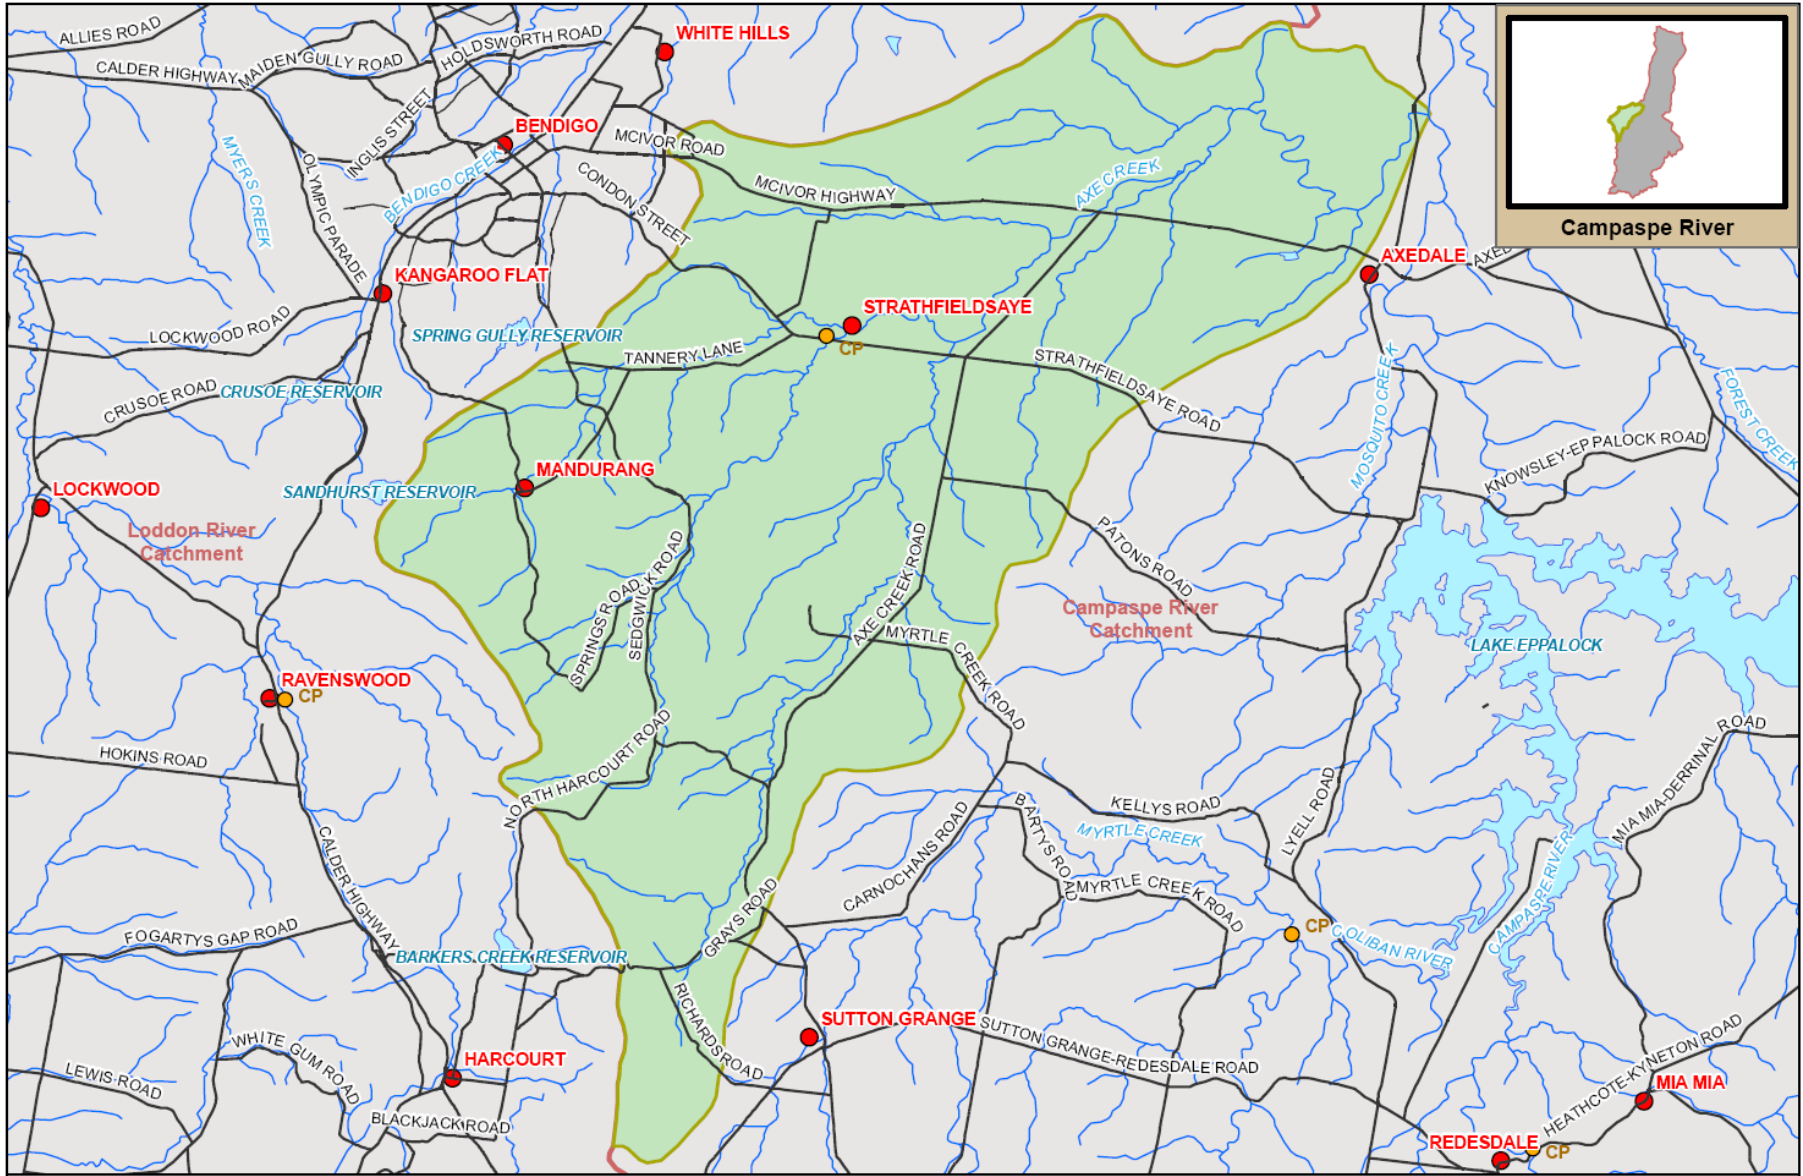 ALLIES ROAD
HOLDSWORTH ROAD
WHITE HILLS
CALDER HIGHWAY
MAIDEN GULLY ROAD
INGLIS STREET
BENDIGO
MCIVOR ROAD
MYERS CREEK
OLYMPIC PARADE
BENDIGO CREEK
CONDON STREET
MCIVOR HIGHWAY
AXE CREEK
Campaspe River
AXEDALE
AXED
KANGAROO FLAT
STRATHFIELDSAYE
CP
LOCKWOOD ROAD
SPRING GULLY RESERVOIR
TANNERY LANE
STRATHFIELDSAYE ROAD
MOSQUITO CREEK
FOREST CREEK
CRUSOE ROAD
CRUSOE RESERVOIR
KNOWSLEY-EPPALOCK ROAD
MANDURANG
SANDHURST RESERVOIR
LOCKWOOD
Loddon River
Catchment
PATONS ROAD
SPRINGS ROAD
SEDGWICK ROAD
AXE CREEK ROAD
MYRTLE CREEK ROAD
Campaspe River
Catchment
LAKE EPPALOCK
RAVENSWOOD
CP
HOKINS ROAD
NORTH HARCOURT ROAD
MIA MIA-DERRINAL ROAD
CALDER HIGHWAY
KELLYS ROAD
LYELL ROAD
BARTYS ROAD
MYRTLE CREEK
CARNOCHANS ROAD
MYRTLE CREEK ROAD
CAMPASPE RIVER
FOGARTYS GAP ROAD
GRAYS ROAD
CP
COLIBAN RIVER
BARKERS CREEK RESERVOIR
RICHARDS ROAD
SUTTON GRANGE
SUTTON GRANGE-REDESDALE ROAD
WHITE GUM ROAD
HARCOURT
LEWIS ROAD
BLACKJACK ROAD
HEATHCOTE-KYNETON ROAD
MIA MIA
REDESDALE
CP